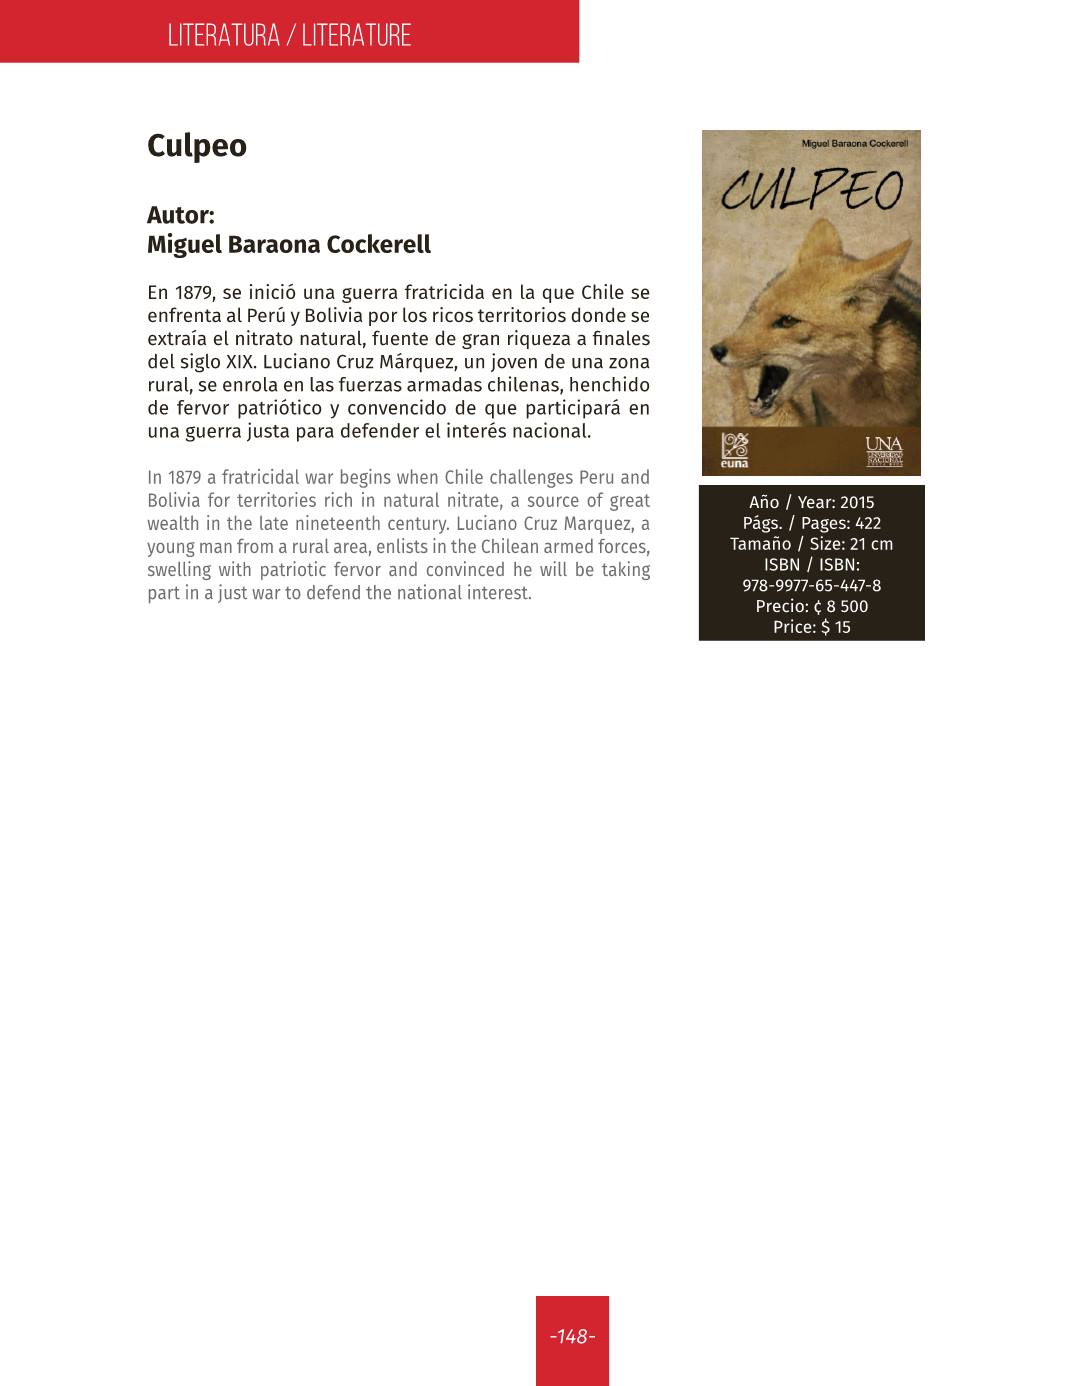 LITERATURA / LITERATURE
Culpeo
Autor:
Miguel Baraona Cockerell
En 1879, se inició una guerra fratricida en la que Chile se
enfrenta al Perú y Bolivia por los ricos territorios donde se
extraía el nitrato natural, fuente de gran riqueza a finales
del siglo XIX. Luciano Cruz Márquez, un joven de una zona
rural, se enrola en las fuerzas armadas chilenas, henchido
de fervor patriótico y convencido de que participará en
una guerra justa para defender el interés nacional.
In 1879 a fratricidal war begins when Chile challenges Peru and
Bolivia for territories rich in natural nitrate, a source of great
wealth in the late nineteenth century. Luciano Cruz Marquez, a
young man from a rural area, enlists in the Chilean armed forces,
swelling with patriotic fervor and convinced he will be taking
part in a just war to defend the national interest.
Miguel Baraona Cockerell
CULPEO
euna
UNA
UNIVERSIDAD
NACIONAL
COSTA RICA
Año / Year: 2015
Págs. / Pages: 422
Tamaño / Size: 21 cm
ISBN / ISBN:
978-9977-65-447-8
Precio: ¢ 8 500
Price: $ 15
-148-